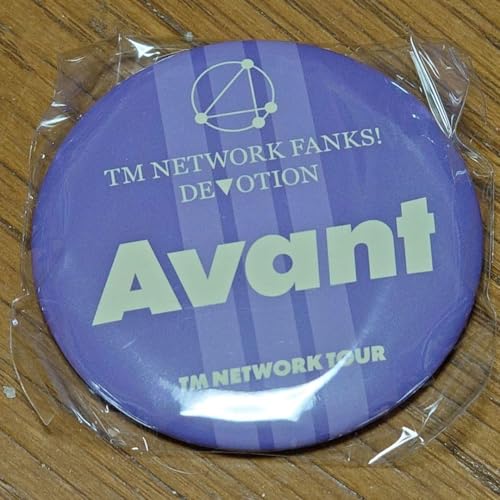 TM NETWORK FANKS!
DE▼OTION
Avant
TM NETWORK TOUR